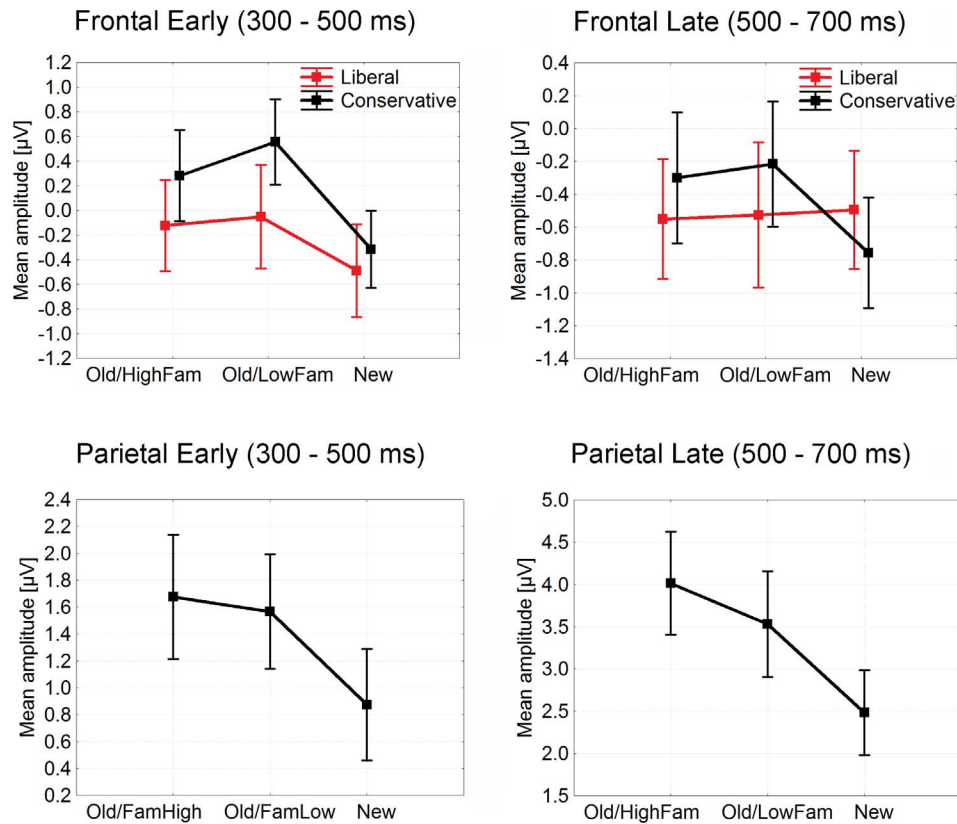 Frontal Early (300 - 500 ms)
Mean amplitude [µV]
1.2
1.0
0.8
0.6
0.4
0.2
0.0
-0.2
-0.4
-0.6
-0.8
-1.0
-1.2
Liberal
Conservative
Old/HighFam Old/LowFam New
Frontal Late (500 - 700 ms)
Mean amplitude [µV]
0.4
0.2
0.0
-0.2
-0.4
-0.6
-0.8
-1.0
-1.2
-1.4
Liberal
Conservative
Old/HighFam Old/LowFam New
Parietal Early (300 - 500 ms)
Mean amplitude [µV]
2.4
2.2
2.0
1.8
1.6
1.4
1.2
1.0
0.8
0.6
0.4
0.2
Old/FamHigh Old/FamLow New
Parietal Late (500 - 700 ms)
Mean amplitude [µV]
5.0
4.5
4.0
3.5
3.0
2.5
2.0
1.5
Old/HighFam Old/LowFam New